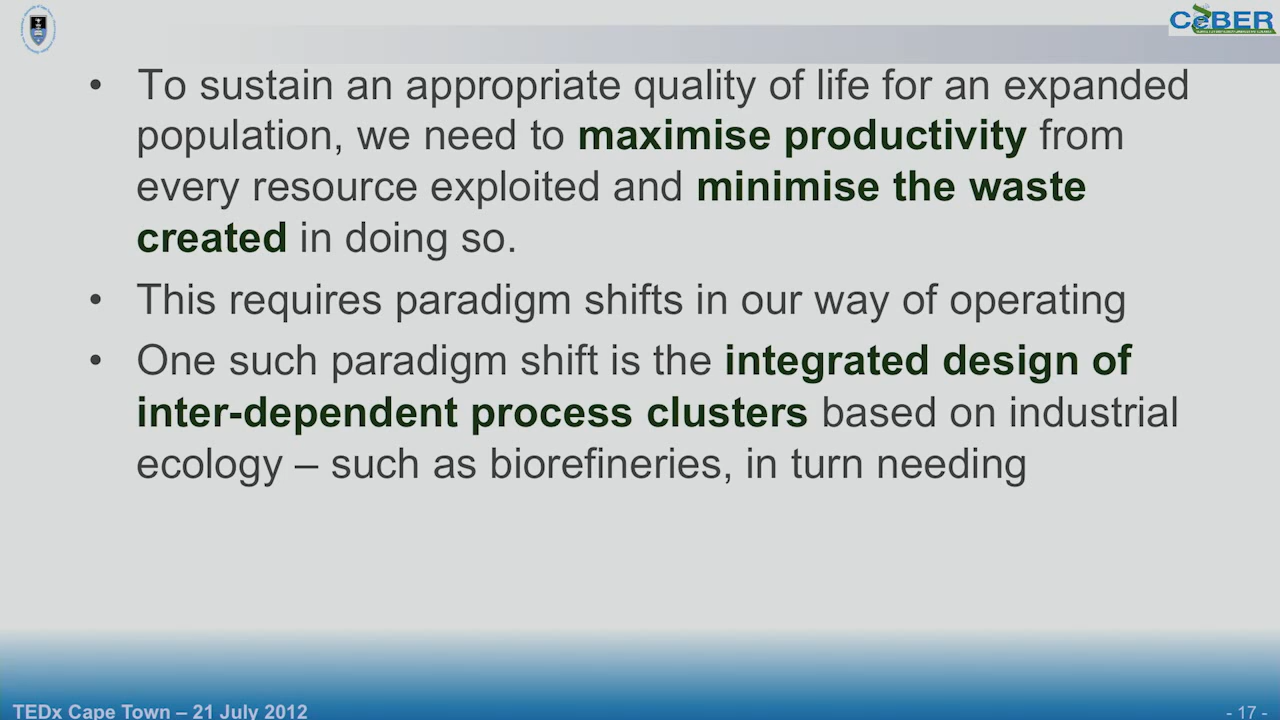 CeBER
• To sustain an appropriate quality of life for an expanded
population, we need to maximise productivity from
every resource exploited and minimise the waste
created in doing so.
• This requires paradigm shifts in our way of operating
• One such paradigm shift is the integrated design of
inter-dependent process clusters based on industrial
ecology – such as biorefineries, in turn needing
TEDx Cape Town – 21 July 2012
- 17 -